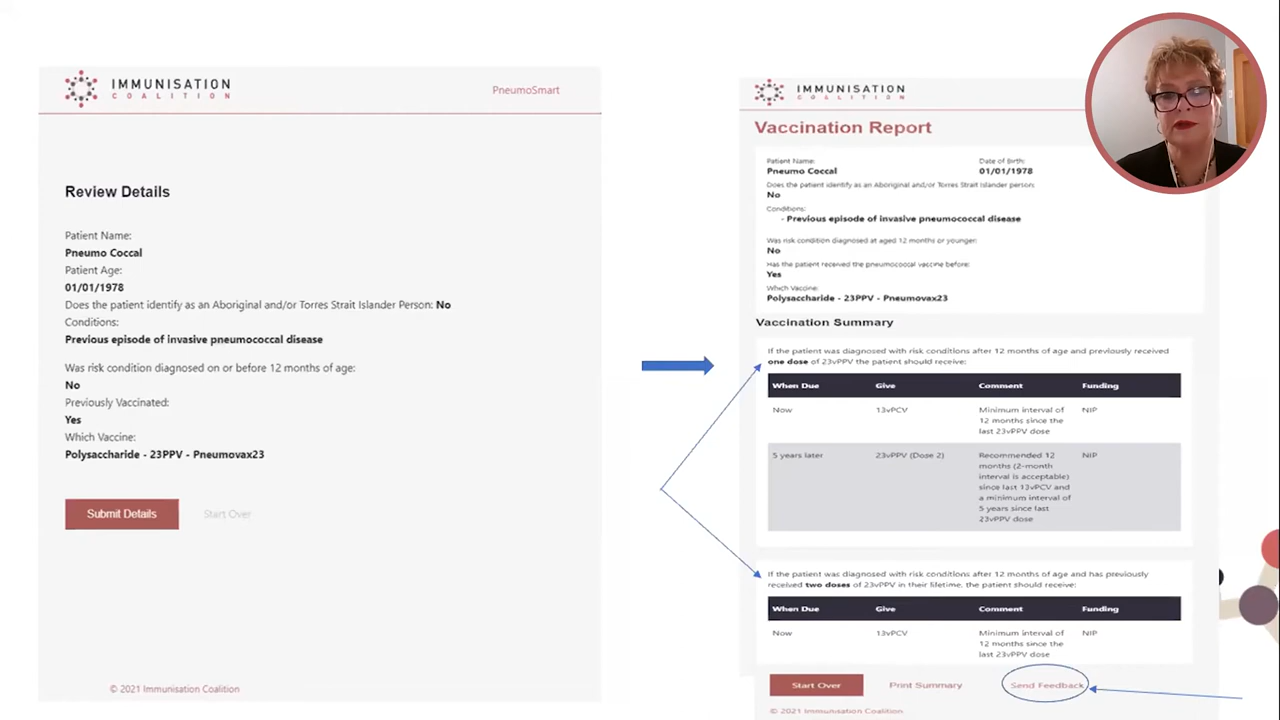 IMMUNISATION
COALITION
PneumoSmart
Review Details
Patient Name:
Pneumo Coccal
Patient Age:
01/01/1978
Does the patient identify as an Aboriginal and/or Torres Strait Islander Person: No
Conditions:
Previous episode of invasive pneumococcal disease
Was risk condition diagnosed on or before 12 months of age:
No
Previously Vaccinated:
Yes
Which Vaccine:
Polysaccharide - 23PPV - Pneumovax23
Submit Details Start Over
© 2021 Immunisation Coalition
IMMUNISATION
COALITION
Vaccination Report
Patient Name: Date of Birth:
Pneumo Coccal 01/01/1978
Does the patient identify as an Aboriginal and/or Torres Strait Islander person:
No
Conditions:
- Previous episode of invasive pneumococcal disease
Was risk condition diagnosed at aged 12 months or younger:
No
Has the patient received the pneumococcal vaccine before:
Yes
Which Vaccine:
Polysaccharide - 23PPV - Pneumovax23
Vaccination Summary
If the patient was diagnosed with risk conditions after 12 months of age and previously received
one dose of 23vPPV the patient should receive:
When Due Give Comment Funding
Now 13vPCV Minimum interval of NIP
12 months since the
last 23vPPV dose
5 years later 23vPPV (Dose 2) Recommended 12 NIP
months (2-month
interval is acceptable)
since last 13vPCV and
a minimum interval of
5 years since last
23vPPV dose
If the patient was diagnosed with risk conditions after 12 months of age and has previously
received two doses of 23vPPV in their lifetime, the patient should receive:
When Due Give Comment Funding
Now 13vPCV Minimum interval of NIP
12 months since the
last 23vPPV dose
Start Over Print Summary Send Feedback
© 2021 Immunisation Coalition